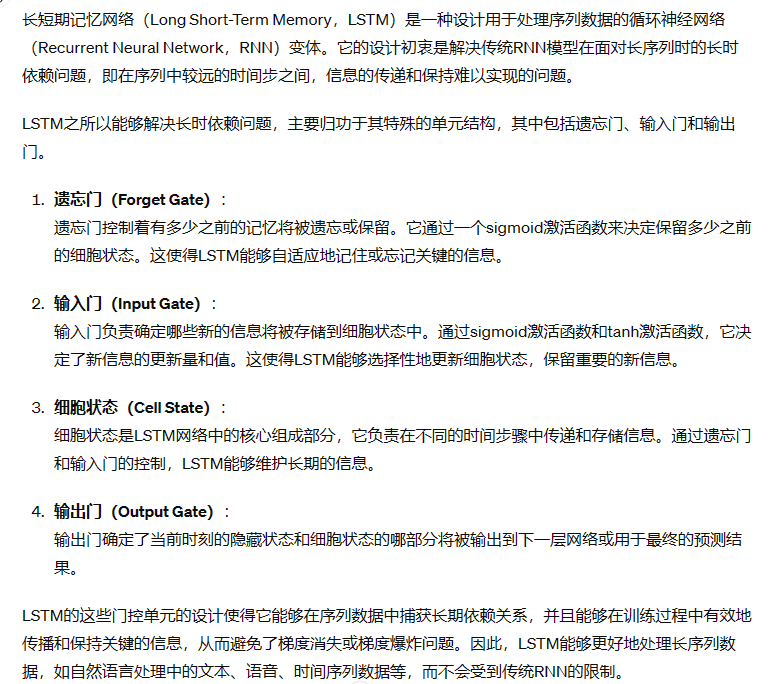 长短期记忆网络（Long Short-Term Memory，LSTM）是一种设计用于处理序列数据的循环神经网络
（Recurrent Neural Network，RNN）变体。它的设计初衷是解决传统RNN模型在面对长序列时的长时
依赖问题，即在序列中较远的时间步之间，信息的传递和保持难以实现的问题。
LSTM之所以能够解决长时依赖问题，主要归功于其特殊的单元结构，其中包括遗忘门、输入门和输出
门。
1. 遗忘门（Forget Gate）：
遗忘门控制着有多少之前的记忆将被遗忘或保留。它通过一个sigmoid激活函数来决定保留多少之前
的细胞状态。这使得LSTM能够自适应地记住或忘记关键的信息。
2. 输入门（Input Gate）：
输入门负责确定哪些新的信息将被存储到细胞状态中。通过sigmoid激活函数和tanh激活函数，它决
定了新信息的更新量和值。这使得LSTM能够选择性地更新细胞状态，保留重要的新信息。
3. 细胞状态（Cell State）：
细胞状态是LSTM网络中的核心组成部分，它负责在不同的时间步骤中传递和存储信息。通过遗忘门
和输入门的控制，LSTM能够维护长期的信息。
4. 输出门（Output Gate）：
输出门确定了当前时刻的隐藏状态和细胞状态的哪部分将被输出到下一层网络或用于最终的预测结
果。
LSTM的这些门控单元的设计使得它能够在序列数据中捕获长期依赖关系，并且能够在训练过程中有效地
传播和保持关键的信息，从而避免了梯度消失或梯度爆炸问题。因此，LSTM能够更好地处理长序列数
据，如自然语言处理中的文本、语音、时间序列数据等，而不会受到传统RNN的限制。